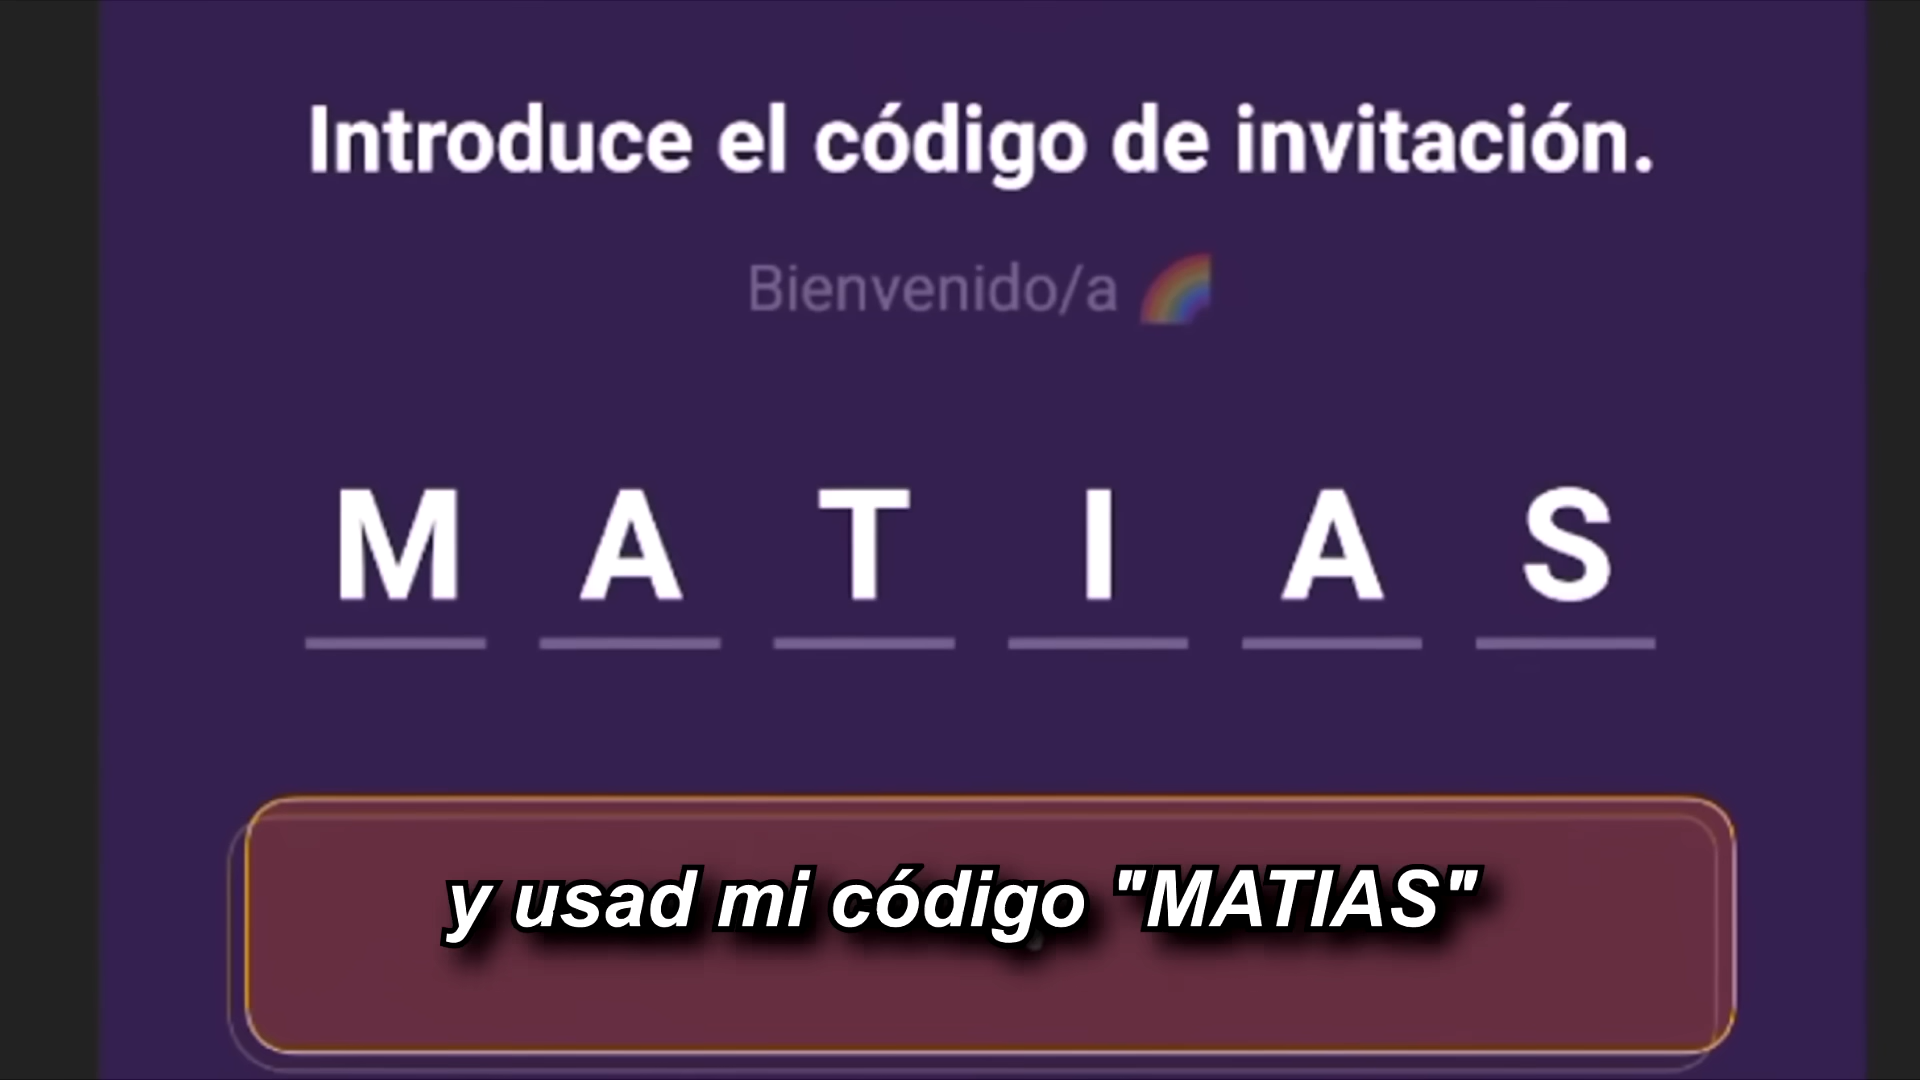 Introduce el código de invitación.
Bienvenido/a 🌈
M A T I A S
y usad mi código "MATIAS"